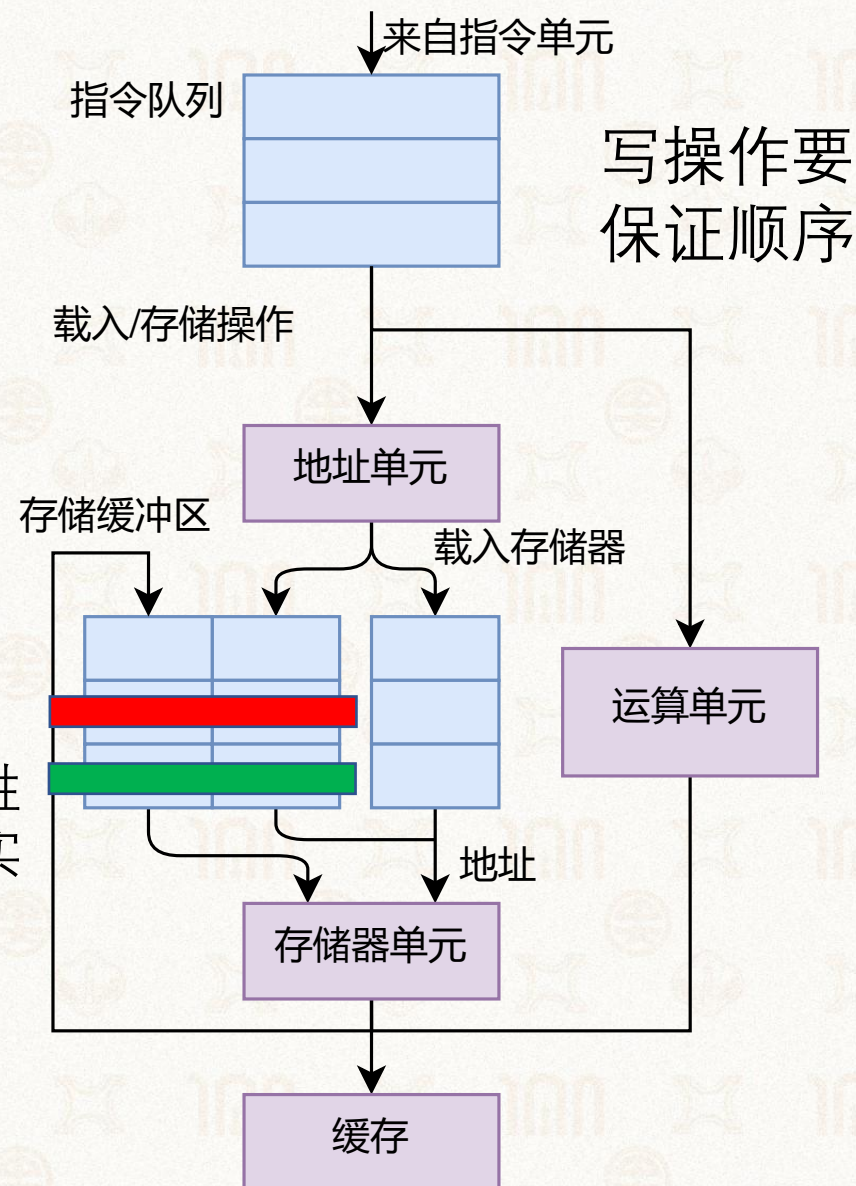 来自指令单元
指令队列
写操作要
保证顺序
载入/存储操作
地址单元
存储缓冲区
载入存储器
运算单元
性
实
地址
存储器单元
缓存